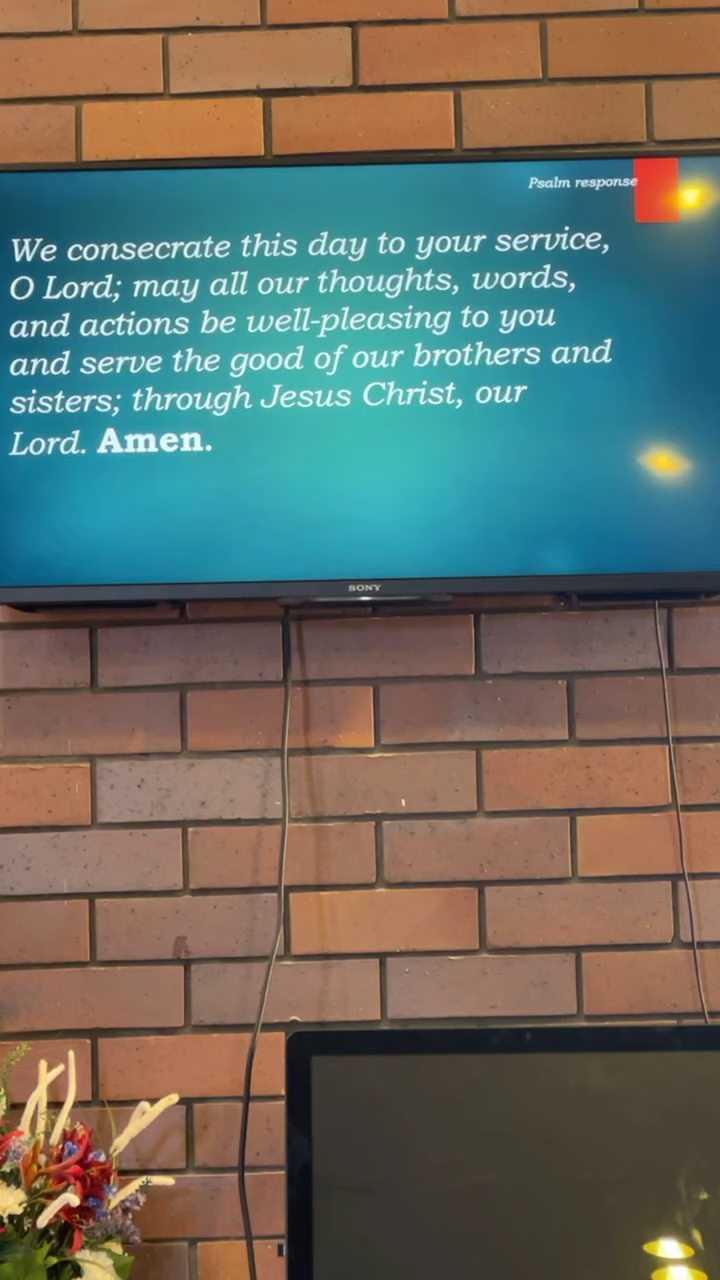 Psalm response
We consecrate this day to your service,
O Lord; may all our thoughts, words,
and actions be well-pleasing to you
and serve the good of our brothers and
sisters; through Jesus Christ, our
Lord. Amen.
SONY